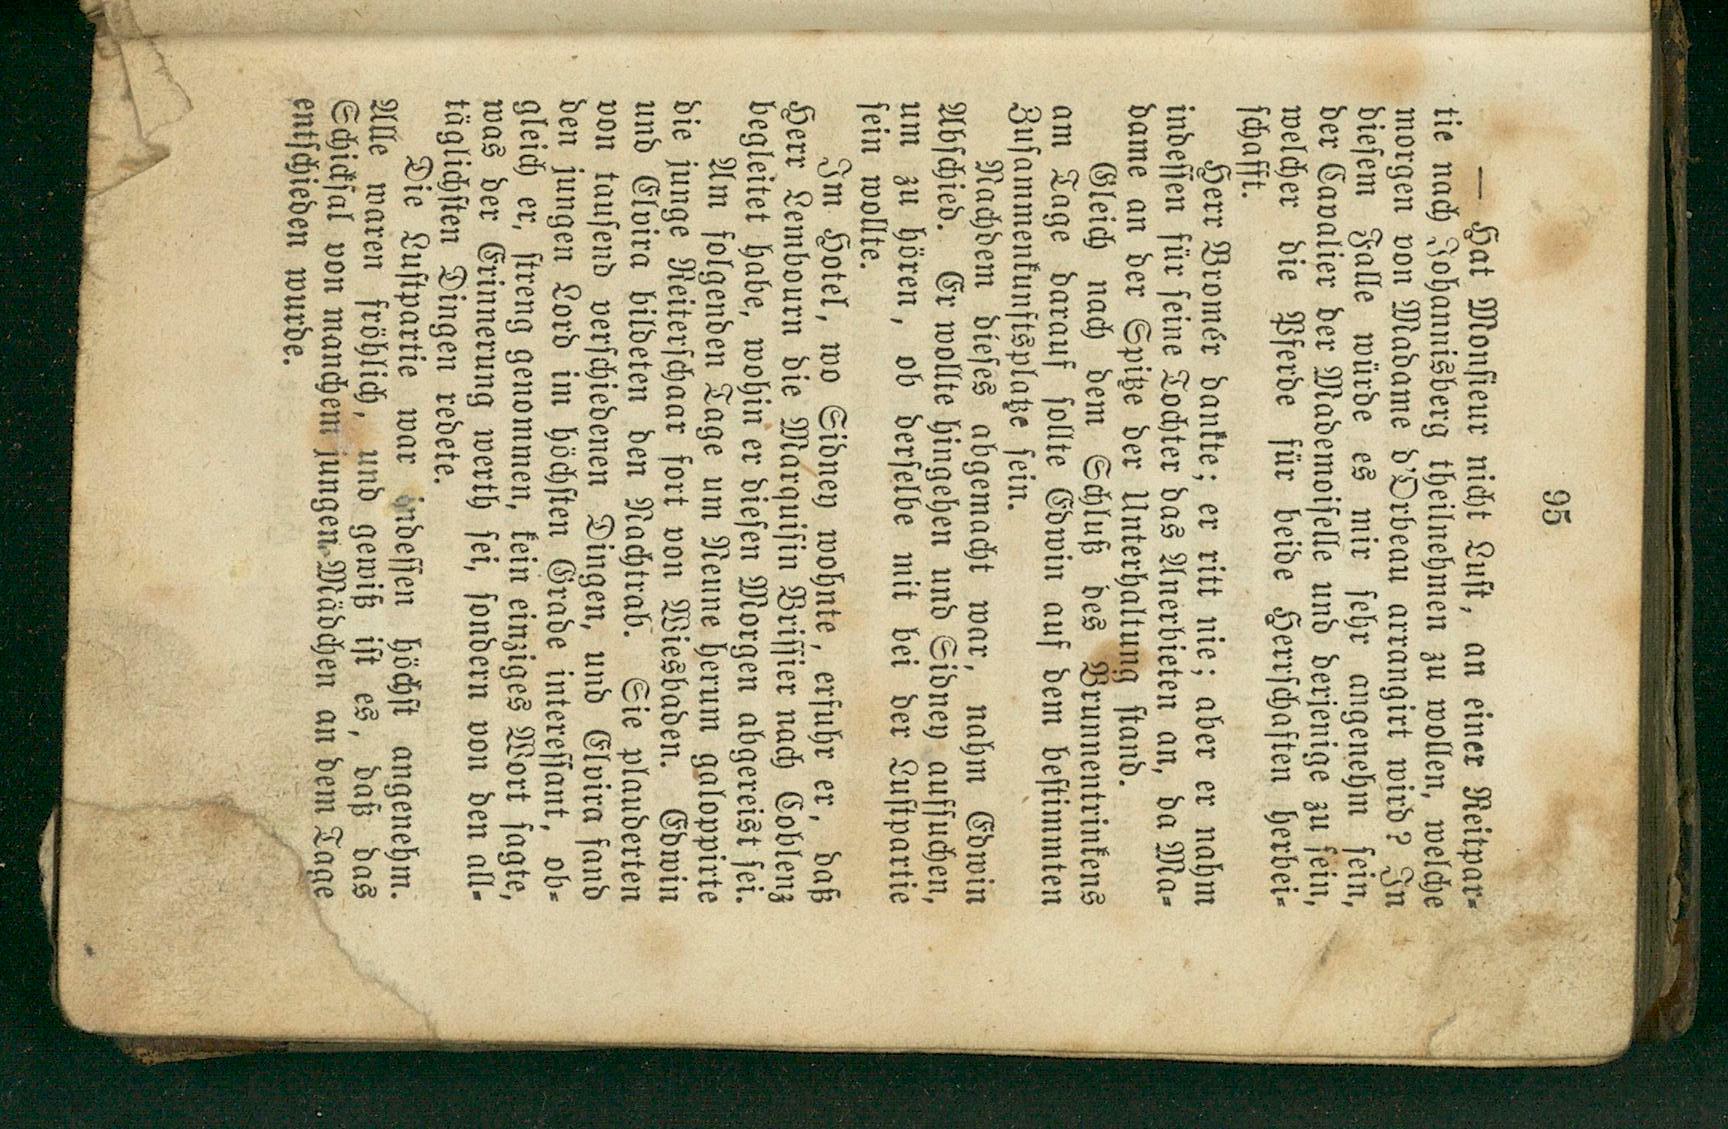 95
— Hat Monsieur nicht Lust, an einer Reitpar-
tie nach Johannisberg theilnehmen zu wollen, welche
morgen von Madame d'Orbeau arrangirt wird? In
diesem Falle würde es mir sehr angenehm sein,
der Cavalier der Mademoiselle und derjenige zu sein,
welcher die Pferde für beide Herrschaften herbei-
schafft.
Herr Bromér dankte; er ritt nie; aber er nahm
indessen für seine Tochter das Anerbieten an, da Ma-
dame an der Spitze der Unterhaltung stand.
Gleich nach dem Schluß des Brunnentrinkens
am Tage darauf sollte Edwin auf dem bestimmten
Zusammenkunftsplatze sein.
Nachdem dieses abgemacht war, nahm Edwin
Abschied. Er wollte hingehen und Sidney aufsuchen,
um zu hören, ob derselbe mit bei der Lustpartie
sein wollte.
Im Hotel, wo Sidney wohnte, erfuhr er, daß
Herr Lembourn die Marquisin Brissier nach Coblenz
begleitet habe, wohin er diesen Morgen abgereist sei.
Am folgenden Tage um Neune herum galoppirte
die junge Reiterschaar fort von Wiesbaden. Edwin
und Elvira bildeten den Nachtrab. Sie plauderten
von tausend verschiedenen Dingen, und Elvira fand
den jungen Lord im höchsten Grade interessant, ob-
gleich er, streng genommen, kein einziges Wort sagte,
was der Erinnerung werth sei, sondern von den all-
täglichsten Dingen redete.
Die Lustpartie war indessen höchst angenehm.
Alle waren fröhlich, und gewiß ist es, daß das
Schicksal von manchem jungen Mädchen an dem Tage
entschieden wurde.